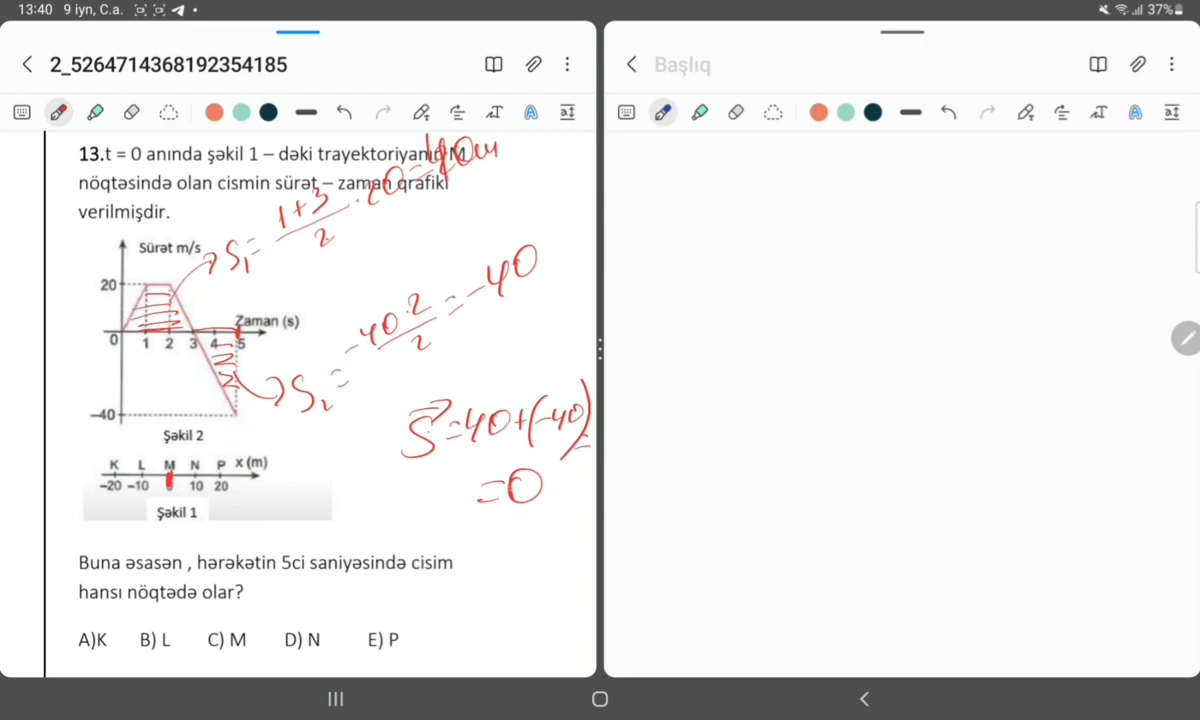 13:40 9 iyn, C.a.
37%
2_5264714368192354185
Başlıq
13.t = 0 anında şəkil 1 – dəki trayektoriyanın M
nöqtəsində olan cismin sürət – zaman qrafiki
verilmişdir.
S₁ = 1+3/2 · 20 = 40m
Sürət m/s
20
Zaman (s)
0 1 2 3 4 5
-40
Şəkil 2
S₂ = -40·2/2 = -40
S = 40+(-40)
=0
K L M N P X (m)
-20 -10 10 20
Şəkil 1
Buna əsasən , hərəkətin 5ci saniyəsində cisim
hansı nöqtədə olar?
A)K B) L C) M D) N E) P